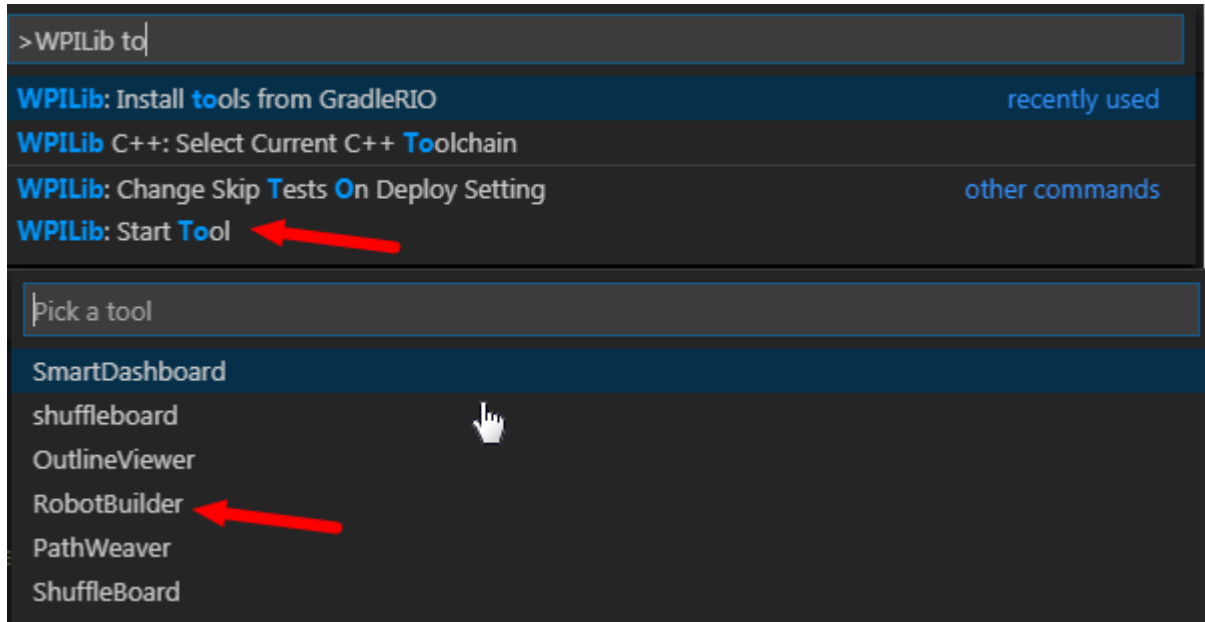 >WPILib to
WPILib: Install tools from GradleRIO recently used
WPILib C++: Select Current C++ Toolchain
WPILib: Change Skip Tests On Deploy Setting other commands
WPILib: Start Tool
Pick a tool
SmartDashboard
shuffleboard
OutlineViewer
RobotBuilder
PathWeaver
ShuffleBoard